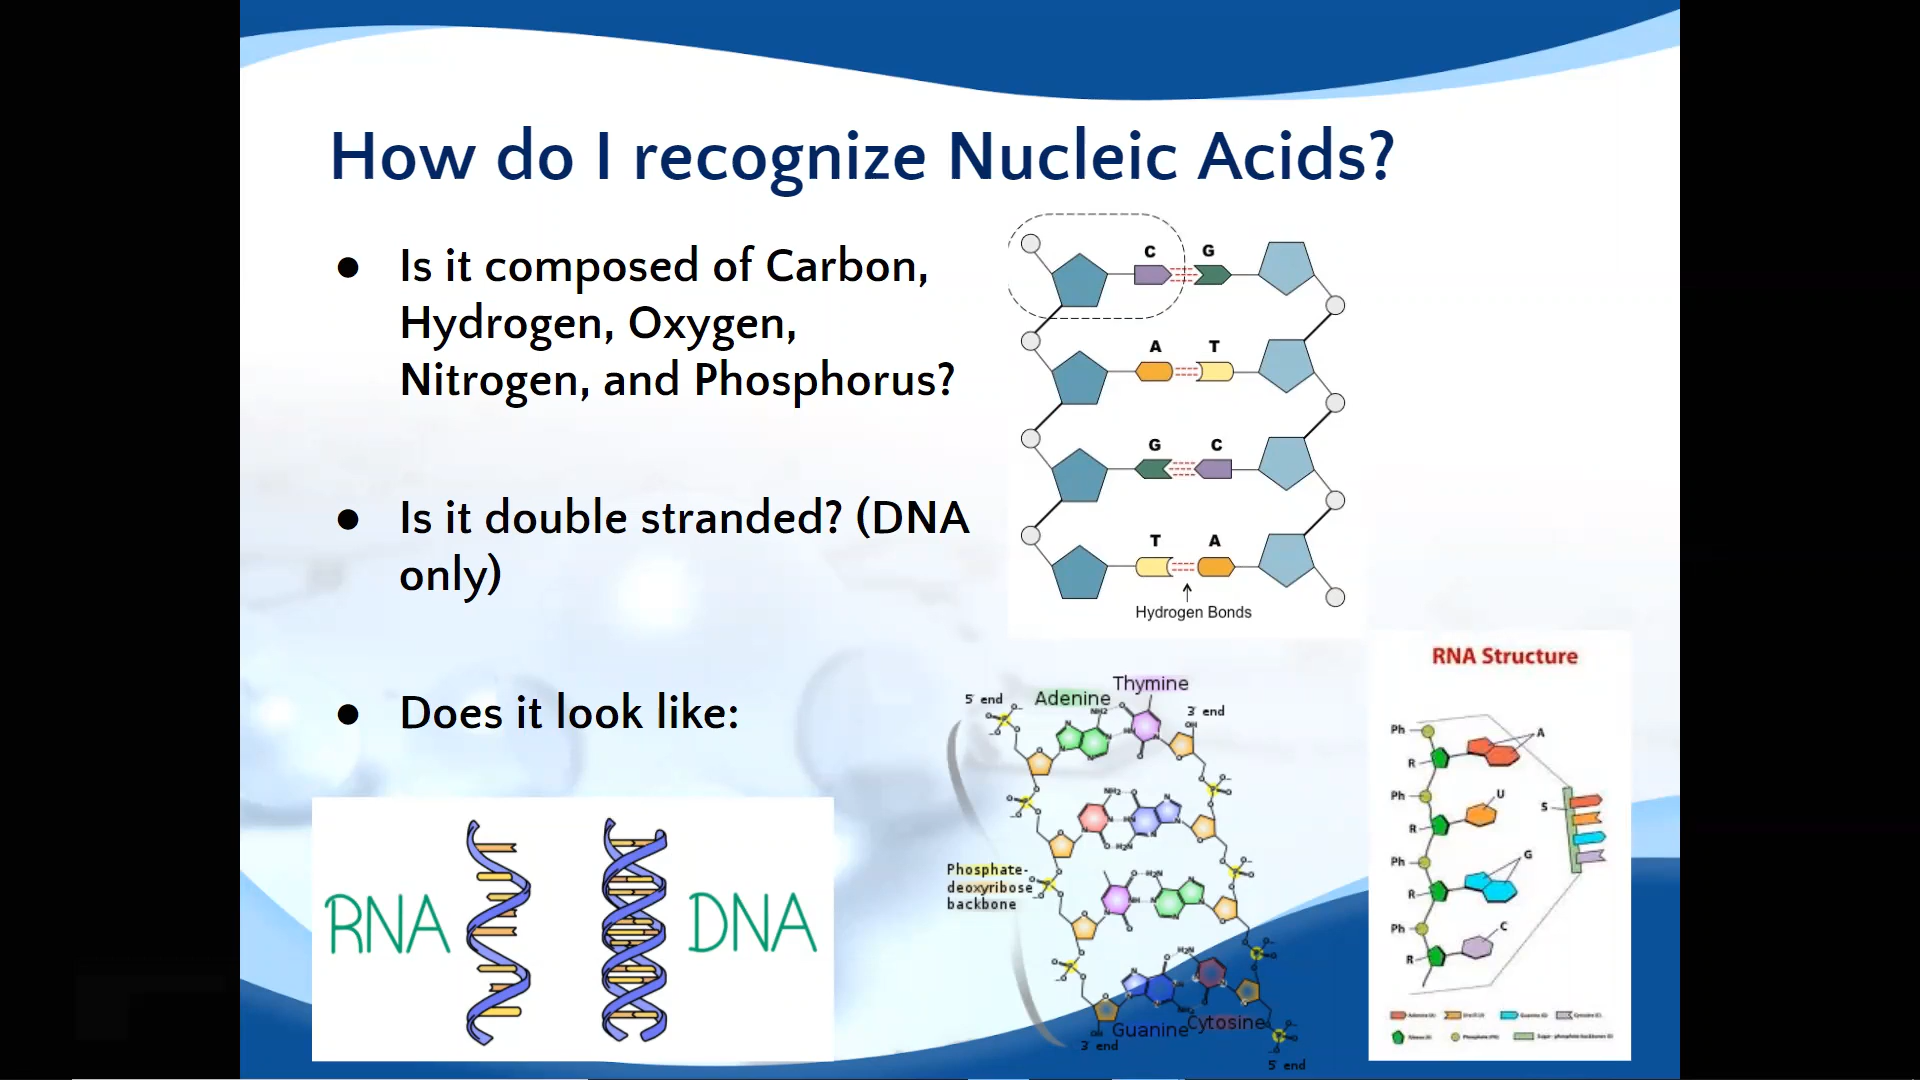 How do I recognize Nucleic Acids?
● Is it composed of Carbon,
Hydrogen, Oxygen,
Nitrogen, and Phosphorus?
● Is it double stranded? (DNA
only)
● Does it look like:
RNA
DNA
C G
A T
G C
T A
Hydrogen Bonds
Thymine
Adenine
5' end
3' end
Phosphate-
deoxyribose
backbone
Guanine
Cytosine
3' end
5' end
RNA Structure
Ph
A
R
Ph
U
S
R
Ph
G
R
Ph
C
R